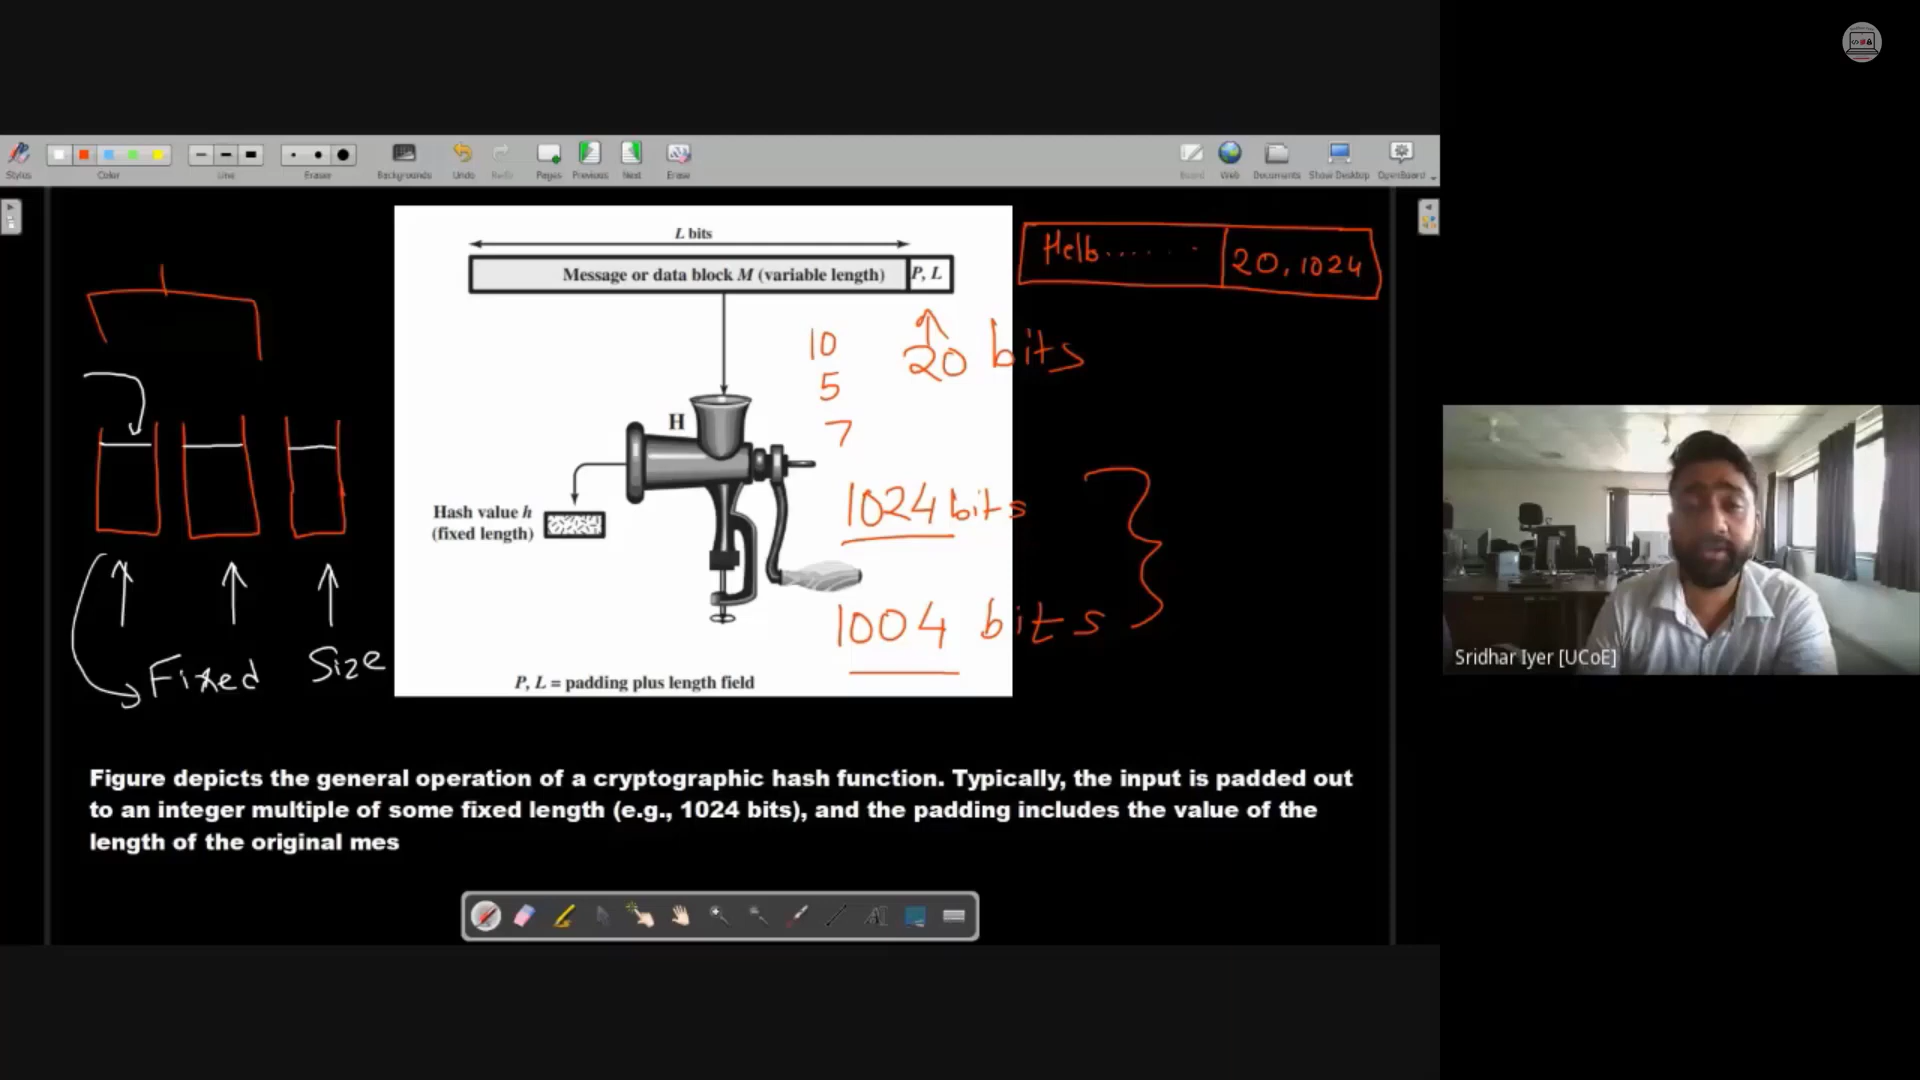 Stylus
Color
Line
Eraser
Backgrounds
Undo
Redo
Pages
Previous
Next
Erase
Board
Web
Documents
Show Desktop
OpenBoard
L bits
Message or data block M (variable length)
P, L
Hello.......
20, 1024
10
20 bits
5
7
H
1024 bits
Hash value h
(fixed length)
1004 bits
Fixed Size
P, L = padding plus length field
Sridhar Iyer [UCoE]
Figure depicts the general operation of a cryptographic hash function. Typically, the input is padded out
to an integer multiple of some fixed length (e.g., 1024 bits), and the padding includes the value of the
length of the original mes